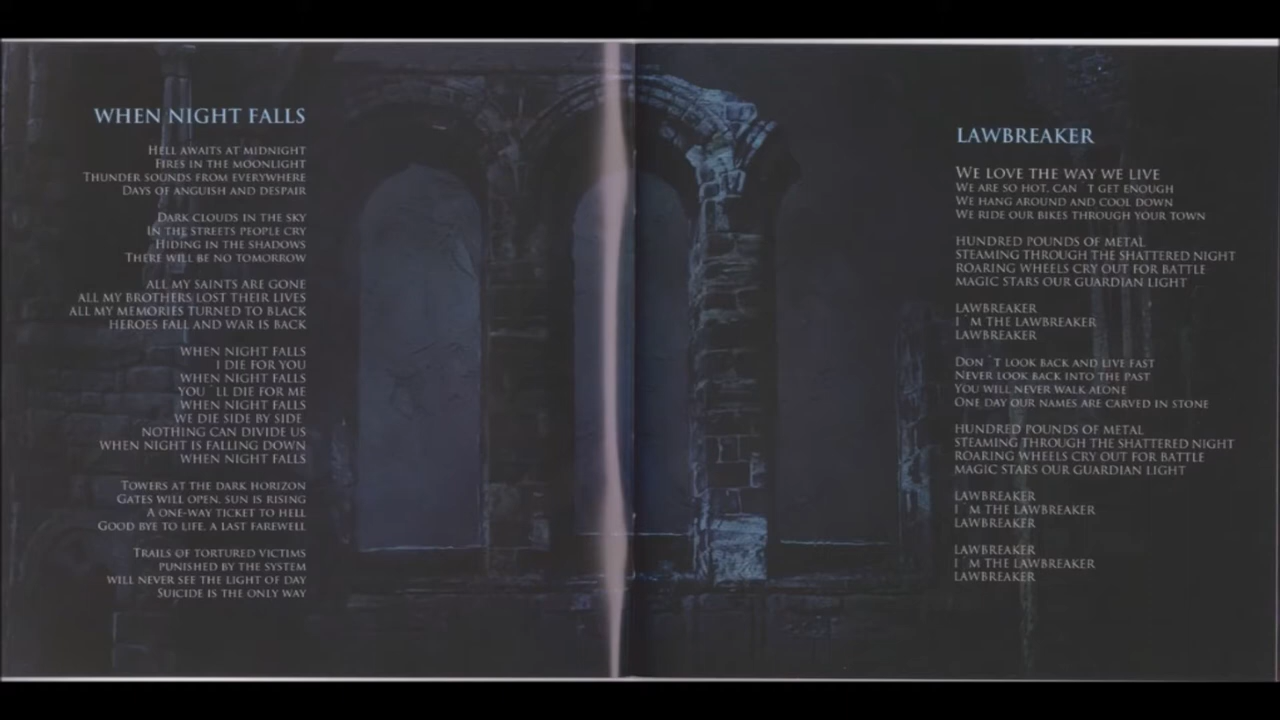 WHEN NIGHT FALLS
HELL AWAITS AT MIDNIGHT
FIRES IN THE MOONLIGHT
THUNDER SOUNDS FROM EVERYWHERE
DAYS OF ANGUISH AND DESPAIR
DARK CLOUDS IN THE SKY
IN THE STREETS PEOPLE CRY
HIDING IN THE SHADOWS
THERE WILL BE NO TOMORROW
ALL MY SAINTS ARE GONE
ALL MY BROTHERS LOST THEIR LIVES
ALL MY MEMORIES TURNED TO BLACK
HEROES FALL AND WAR IS BACK
WHEN NIGHT FALLS
I DIE FOR YOU
WHEN NIGHT FALLS
YOU´LL DIE FOR ME
WHEN NIGHT FALLS
WE DIE SIDE BY SIDE
NOTHING CAN DIVIDE US
WHEN NIGHT IS FALLING DOWN
WHEN NIGHT FALLS
TOWERS AT THE DARK HORIZON
GATES WILL OPEN, SUN IS RISING
A ONE-WAY TICKET TO HELL
GOOD BYE TO LIFE, A LAST FAREWELL
TRAILS OF TORTURED VICTIMS
PUNISHED BY THE SYSTEM
WILL NEVER SEE THE LIGHT OF DAY
SUICIDE IS THE ONLY WAY
LAWBREAKER
WE LOVE THE WAY WE LIVE
WE ARE SO HOT, CAN´T GET ENOUGH
WE HANG AROUND AND COOL DOWN
WE RIDE OUR BIKES THROUGH YOUR TOWN
HUNDRED POUNDS OF METAL
STEAMING THROUGH THE SHATTERED NIGHT
ROARING WHEELS CRY OUT FOR BATTLE
MAGIC STARS OUR GUARDIAN LIGHT
LAWBREAKER
I´M THE LAWBREAKER
LAWBREAKER
DON´T LOOK BACK AND LIVE FAST
NEVER LOOK BACK INTO THE PAST
YOU WILL NEVER WALK ALONE
ONE DAY OUR NAMES ARE CARVED IN STONE
HUNDRED POUNDS OF METAL
STEAMING THROUGH THE SHATTERED NIGHT
ROARING WHEELS CRY OUT FOR BATTLE
MAGIC STARS OUR GUARDIAN LIGHT
LAWBREAKER
I´M THE LAWBREAKER
LAWBREAKER
LAWBREAKER
I´M THE LAWBREAKER
LAWBREAKER